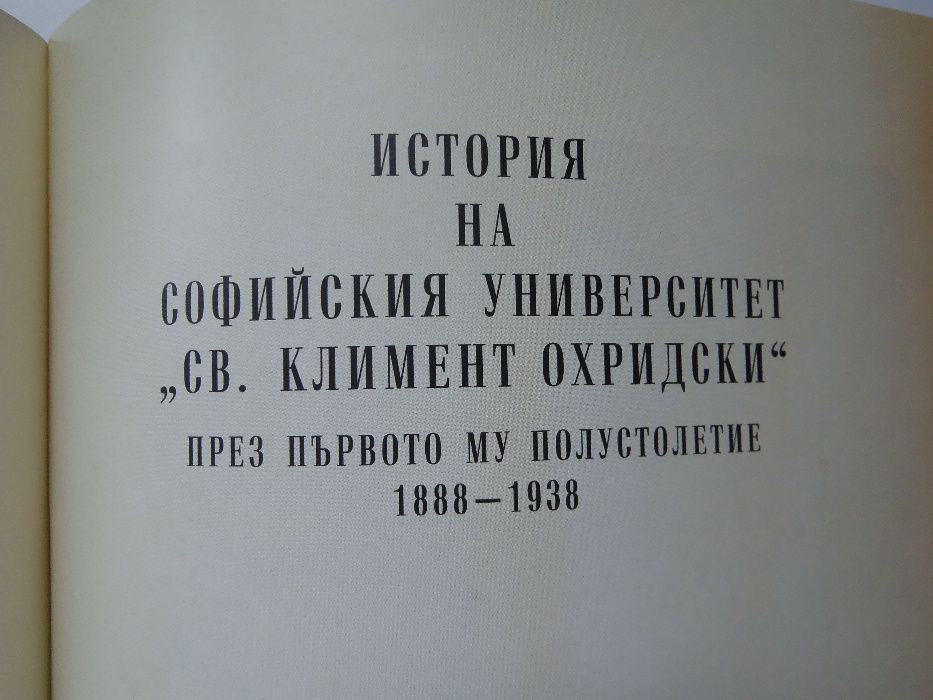 ИСТОРИЯ
НА
СОФИЙСКИЯ УНИВЕРСИТЕТ
„СВ. КЛИМЕНТ ОХРИДСКИ“
ПРЕЗ ПЪРВОТО МУ ПОЛУСТОЛЕТИЕ
1888—1938